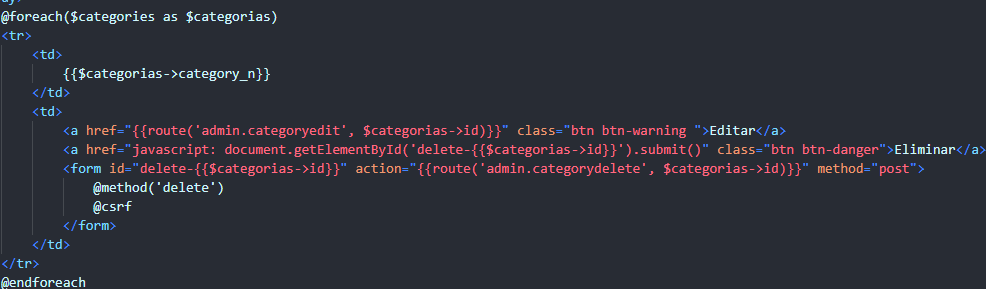 @foreach($categories as $categorias)
<tr>
<td>
{{$categorias->category_n}}
</td>
<td>
<a href="{{route('admin.categoryedit', $categorias->id)}}" class="btn btn-warning ">Editar</a>
<a href="javascript: document.getElementById('delete-{{$categorias->id}}').submit()" class="btn btn-danger">Eliminar</a>
<form id="delete-{{$categorias->id}}" action="{{route('admin.categorydelete', $categorias->id)}}" method="post">
@method('delete')
@csrf
</form>
</td>
</tr>
@endforeach